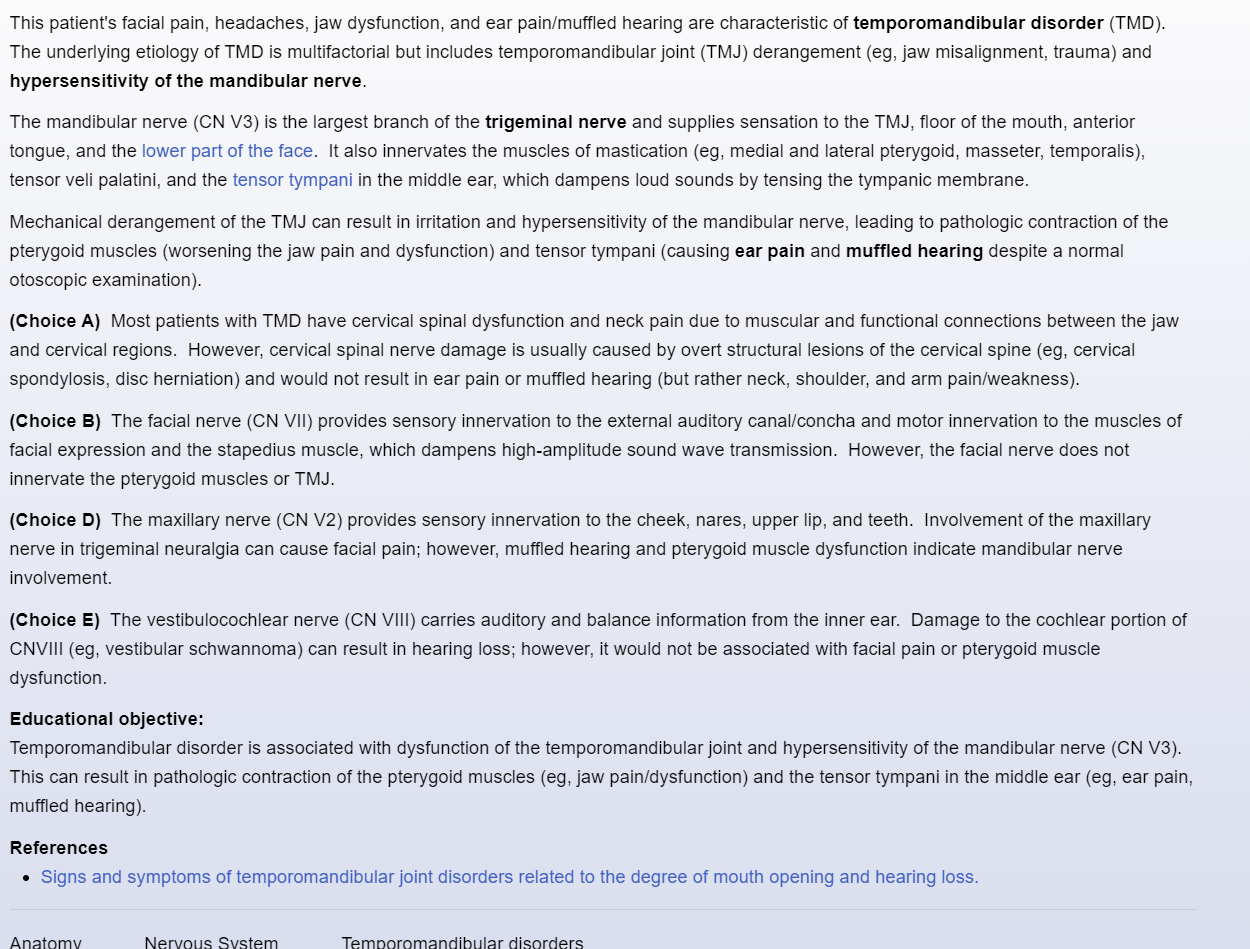 This patient's facial pain, headaches, jaw dysfunction, and ear pain/muffled hearing are characteristic of temporomandibular disorder (TMD).
The underlying etiology of TMD is multifactorial but includes temporomandibular joint (TMJ) derangement (eg, jaw misalignment, trauma) and
hypersensitivity of the mandibular nerve.
The mandibular nerve (CN V3) is the largest branch of the trigeminal nerve and supplies sensation to the TMJ, floor of the mouth, anterior
tongue, and the lower part of the face.  It also innervates the muscles of mastication (eg, medial and lateral pterygoid, masseter, temporalis),
tensor veli palatini, and the tensor tympani in the middle ear, which dampens loud sounds by tensing the tympanic membrane.
Mechanical derangement of the TMJ can result in irritation and hypersensitivity of the mandibular nerve, leading to pathologic contraction of the
pterygoid muscles (worsening the jaw pain and dysfunction) and tensor tympani (causing ear pain and muffled hearing despite a normal
otoscopic examination).
(Choice A)  Most patients with TMD have cervical spinal dysfunction and neck pain due to muscular and functional connections between the jaw
and cervical regions.  However, cervical spinal nerve damage is usually caused by overt structural lesions of the cervical spine (eg, cervical
spondylosis, disc herniation) and would not result in ear pain or muffled hearing (but rather neck, shoulder, and arm pain/weakness).
(Choice B)  The facial nerve (CN VII) provides sensory innervation to the external auditory canal/concha and motor innervation to the muscles of
facial expression and the stapedius muscle, which dampens high-amplitude sound wave transmission.  However, the facial nerve does not
innervate the pterygoid muscles or TMJ.
(Choice D)  The maxillary nerve (CN V2) provides sensory innervation to the cheek, nares, upper lip, and teeth.  Involvement of the maxillary
nerve in trigeminal neuralgia can cause facial pain; however, muffled hearing and pterygoid muscle dysfunction indicate mandibular nerve
involvement.
(Choice E)  The vestibulocochlear nerve (CN VIII) carries auditory and balance information from the inner ear.  Damage to the cochlear portion of
CNVIII (eg, vestibular schwannoma) can result in hearing loss; however, it would not be associated with facial pain or pterygoid muscle
dysfunction.
Educational objective:
Temporomandibular disorder is associated with dysfunction of the temporomandibular joint and hypersensitivity of the mandibular nerve (CN V3).
This can result in pathologic contraction of the pterygoid muscles (eg, jaw pain/dysfunction) and the tensor tympani in the middle ear (eg, ear pain,
muffled hearing).
References
• Signs and symptoms of temporomandibular joint disorders related to the degree of mouth opening and hearing loss.
Anatomy Nervous System Temporomandibular disorders